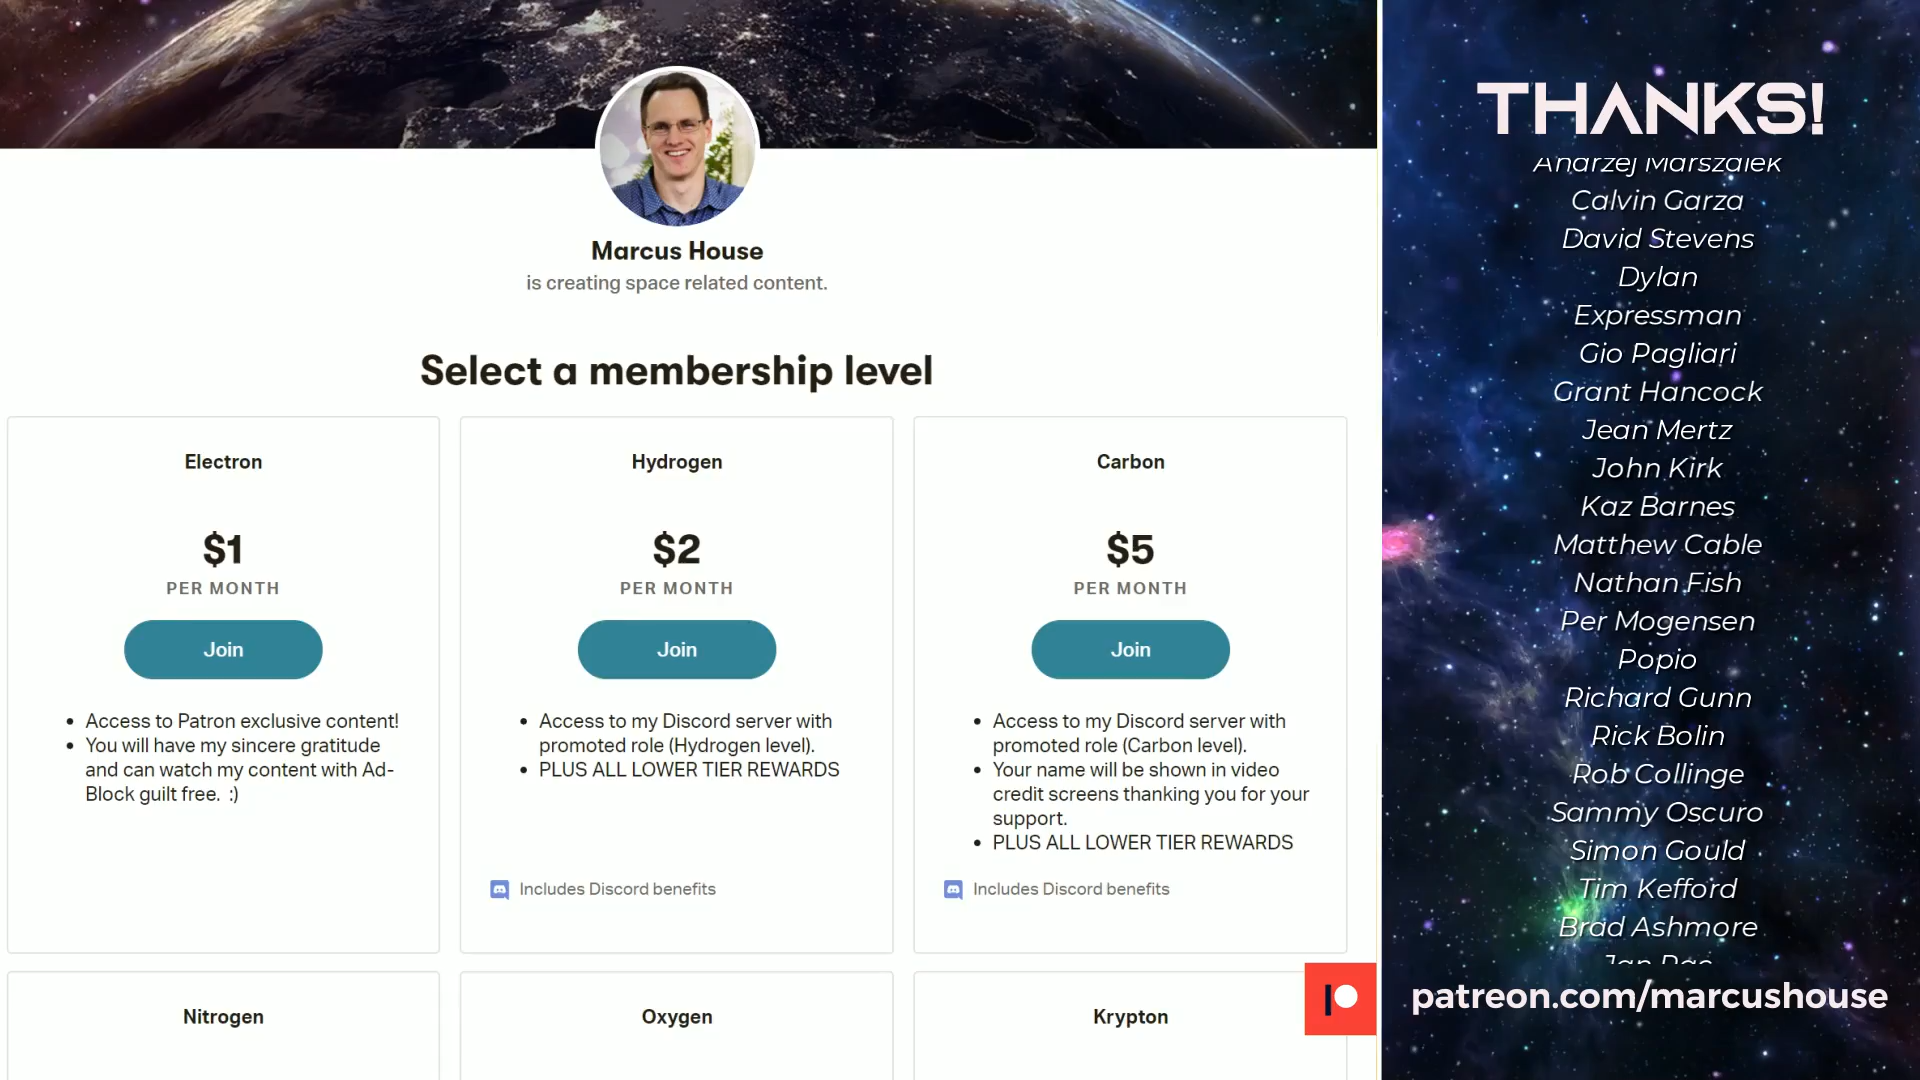 Marcus House
is creating space related content.
Select a membership level
Electron
$1
PER MONTH
Join
• Access to Patron exclusive content!
• You will have my sincere gratitude
and can watch my content with Ad-
Block guilt free.  :)
Hydrogen
$2
PER MONTH
Join
• Access to my Discord server with
promoted role (Hydrogen level).
• PLUS ALL LOWER TIER REWARDS
Includes Discord benefits
Carbon
$5
PER MONTH
Join
• Access to my Discord server with
promoted role (Carbon level).
• Your name will be shown in video
credit screens thanking you for your
support.
• PLUS ALL LOWER TIER REWARDS
Includes Discord benefits
Nitrogen
Oxygen
Krypton
THANKS!
Andrzej Marszalek
Calvin Garza
David Stevens
Dylan
Expressman
Gio Pagliari
Grant Hancock
Jean Mertz
John Kirk
Kaz Barnes
Matthew Cable
Nathan Fish
Per Mogensen
Popio
Richard Gunn
Rick Bolin
Rob Collinge
Sammy Oscuro
Simon Gould
Tim Kefford
Brad Ashmore
patreon.com/marcushouse